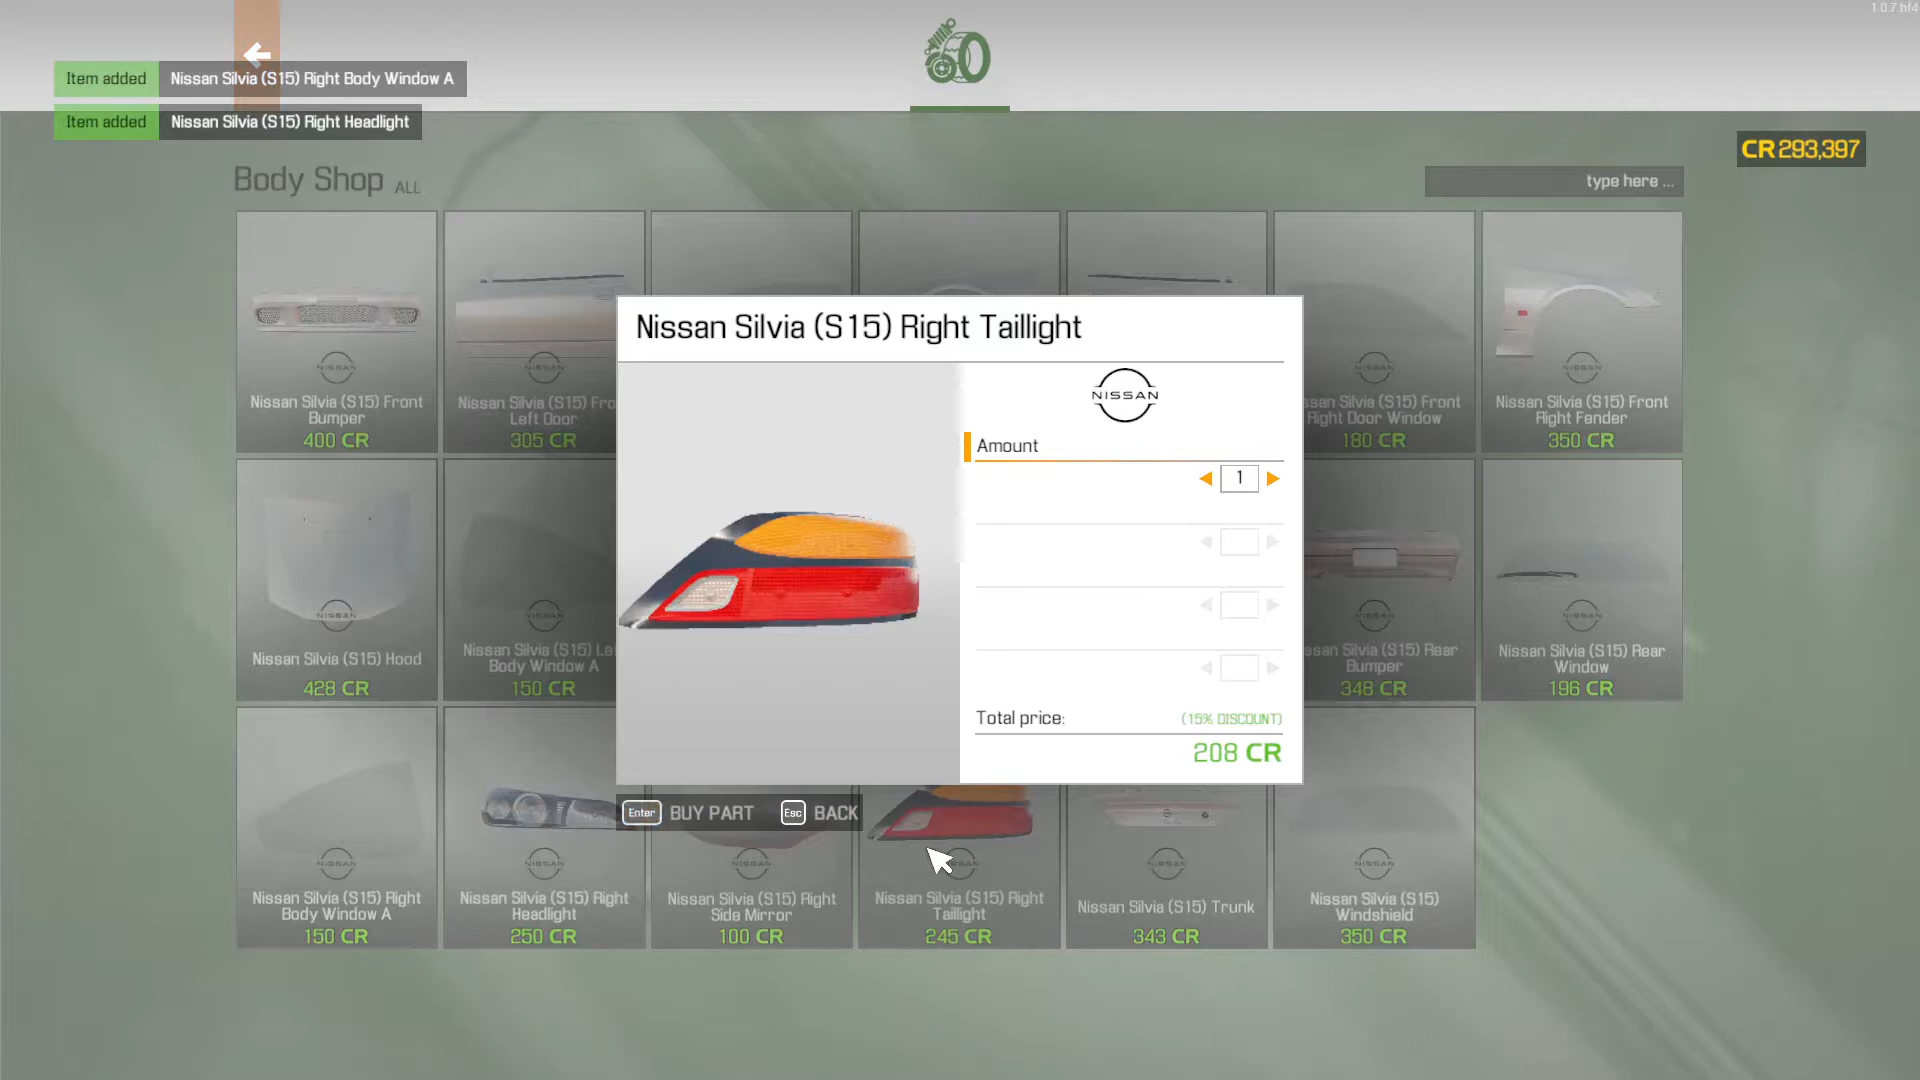 1.0.7.hf4
Item added
Nissan Silvia (S15) Right Body Window A
Item added
Nissan Silvia (S15) Right Headlight
CR 293,397
Body Shop ALL
type here ...
Nissan Silvia (S15) Front
Bumper
400 CR
Nissan Silvia (S15) Fro
Left Door
305 CR
ssan Silvia (S15) Front
Right Door Window
180 CR
Nissan Silvia (S15) Front
Right Fender
350 CR
Nissan Silvia (S15) Right Taillight
NISSAN
Amount
1
Total price:
(15% DISCOUNT)
208 CR
Nissan Silvia (S15) Hood
428 CR
Nissan Silvia (S15) Le
Body Window A
150 CR
ssan Silvia (S15) Rear
Bumper
348 CR
Nissan Silvia (S15) Rear
Window
196 CR
Enter BUY PART
Esc BACK
Nissan Silvia (S15) Right
Body Window A
150 CR
Nissan Silvia (S15) Right
Headlight
250 CR
Nissan Silvia (S15) Right
Side Mirror
100 CR
Nissan Silvia (S15) Right
Taillight
245 CR
Nissan Silvia (S15) Trunk
343 CR
Nissan Silvia (S15)
Windshield
350 CR